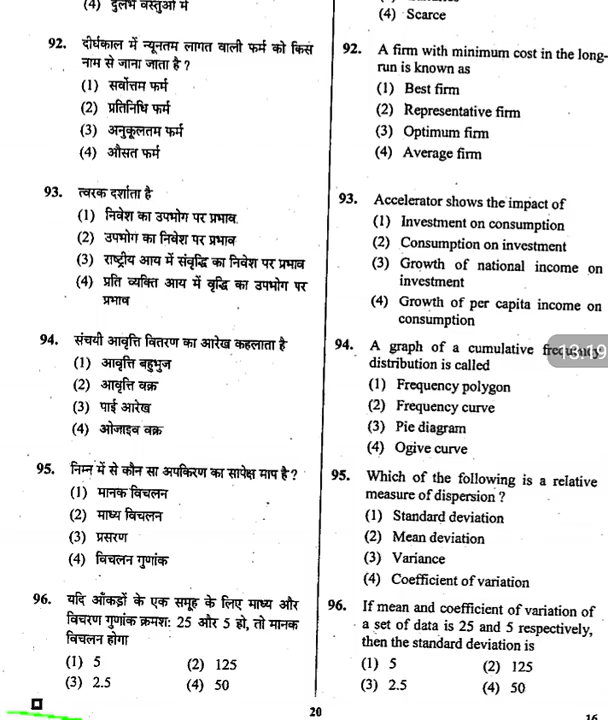 (4) दुर्लभ वस्तुओं में
92. दीर्घकाल में न्यूनतम लागत वाली फर्म को किस
नाम से जाना जाता है ?
(1) सर्वोत्तम फर्म
(2) प्रतिनिधि फर्म
(3) अनुकूलतम फर्म
(4) औसत फर्म
93. त्वरक दर्शाता है
(1) निवेश का उपभोग पर प्रभाव
(2) उपभोग का निवेश पर प्रभाव
(3) राष्ट्रीय आय में संवृद्धि का निवेश पर प्रभाव
(4) प्रति व्यक्ति आय में वृद्धि का उपभोग पर
प्रभाव
94. संचयी आवृत्ति वितरण का आरेख कहलाता है
(1) आवृत्ति बहुभुज
(2) आवृत्ति वक्र
(3) पाई आरेख
(4) ओजाइव वक्र
95. निम्न में से कौन सा अपकिरण का सापेक्ष माप है ?
(1) मानक विचलन
(2) माध्य विचलन
(3) प्रसरण
(4) विचलन गुणांक
96. यदि आँकड़ों के एक समूह के लिए माध्य और
विचरण गुणांक क्रमशः 25 और 5 हो, तो मानक
विचलन होगा
(1) 5 (2) 125
(3) 2.5 (4) 50
(4) Scarce
92. A firm with minimum cost in the long-
run is known as
(1) Best firm
(2) Representative firm
(3) Optimum firm
(4) Average firm
93. Accelerator shows the impact of
(1) Investment on consumption
(2) Consumption on investment
(3) Growth of national income on
investment
(4) Growth of per capita income on
consumption
94. A graph of a cumulative frequency
distribution is called
13:19
(1) Frequency polygon
(2) Frequency curve
(3) Pie diagram
(4) Ogive curve
95. Which of the following is a relative
measure of dispersion ?
(1) Standard deviation
(2) Mean deviation
(3) Variance
(4) Coefficient of variation
96. If mean and coefficient of variation of
a set of data is 25 and 5 respectively,
then the standard deviation is
(1) 5 (2) 125
(3) 2.5 (4) 50
20
16